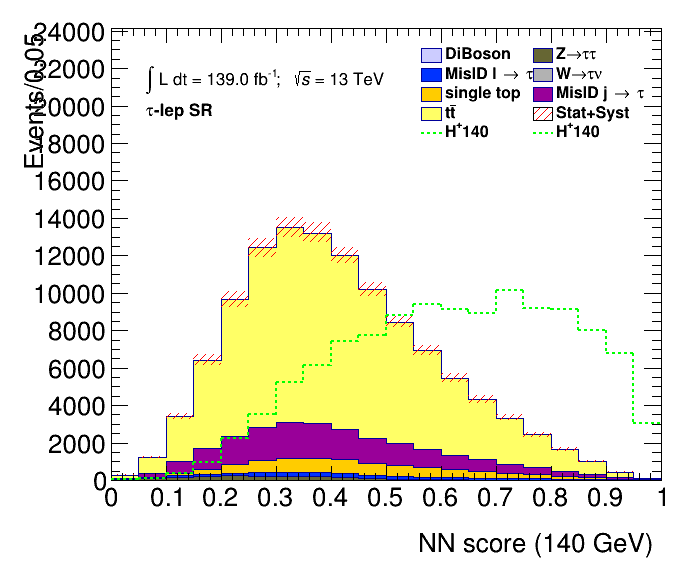 Events/0.05
24000
22000
20000
18000
16000
14000
12000
10000
8000
6000
4000
2000
0
∫ L dt = 139.0 fb⁻¹; √s = 13 TeV
τ-lep SR
DiBoson
Z→ττ
MisID l → τ
W→τν
single top
MisID j → τ
tt̄
Stat+Syst
H⁺140
H⁺140
0 0.1 0.2 0.3 0.4 0.5 0.6 0.7 0.8 0.9 1
NN score (140 GeV)